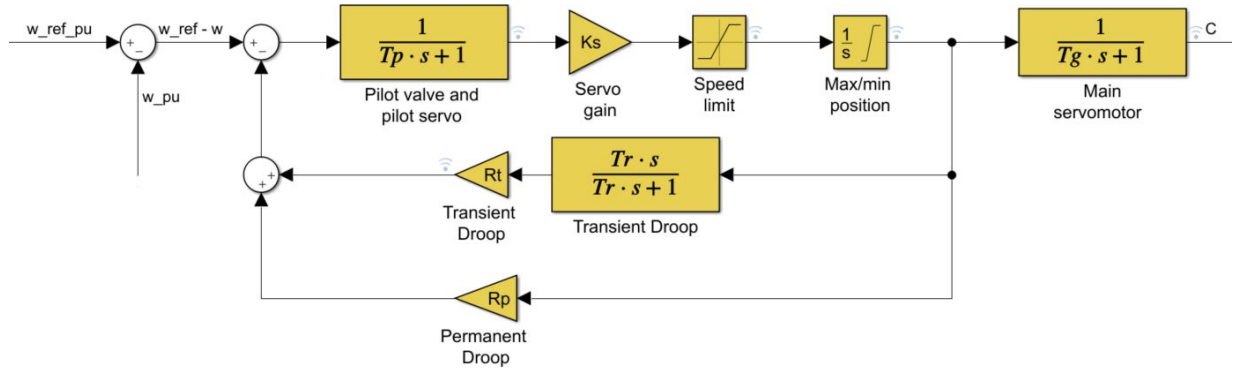 w_ref_pu
w_ref - w
+
−
+
−
1
Tp · s + 1
Ks
1
s
1
Tg · s + 1
C
w_pu
Pilot valve and
pilot servo
Servo
gain
Speed
limit
Max/min
position
Main
servomotor
+
+
Rt
Tr · s
Tr · s + 1
Transient
Droop
Transient Droop
Rp
Permanent
Droop